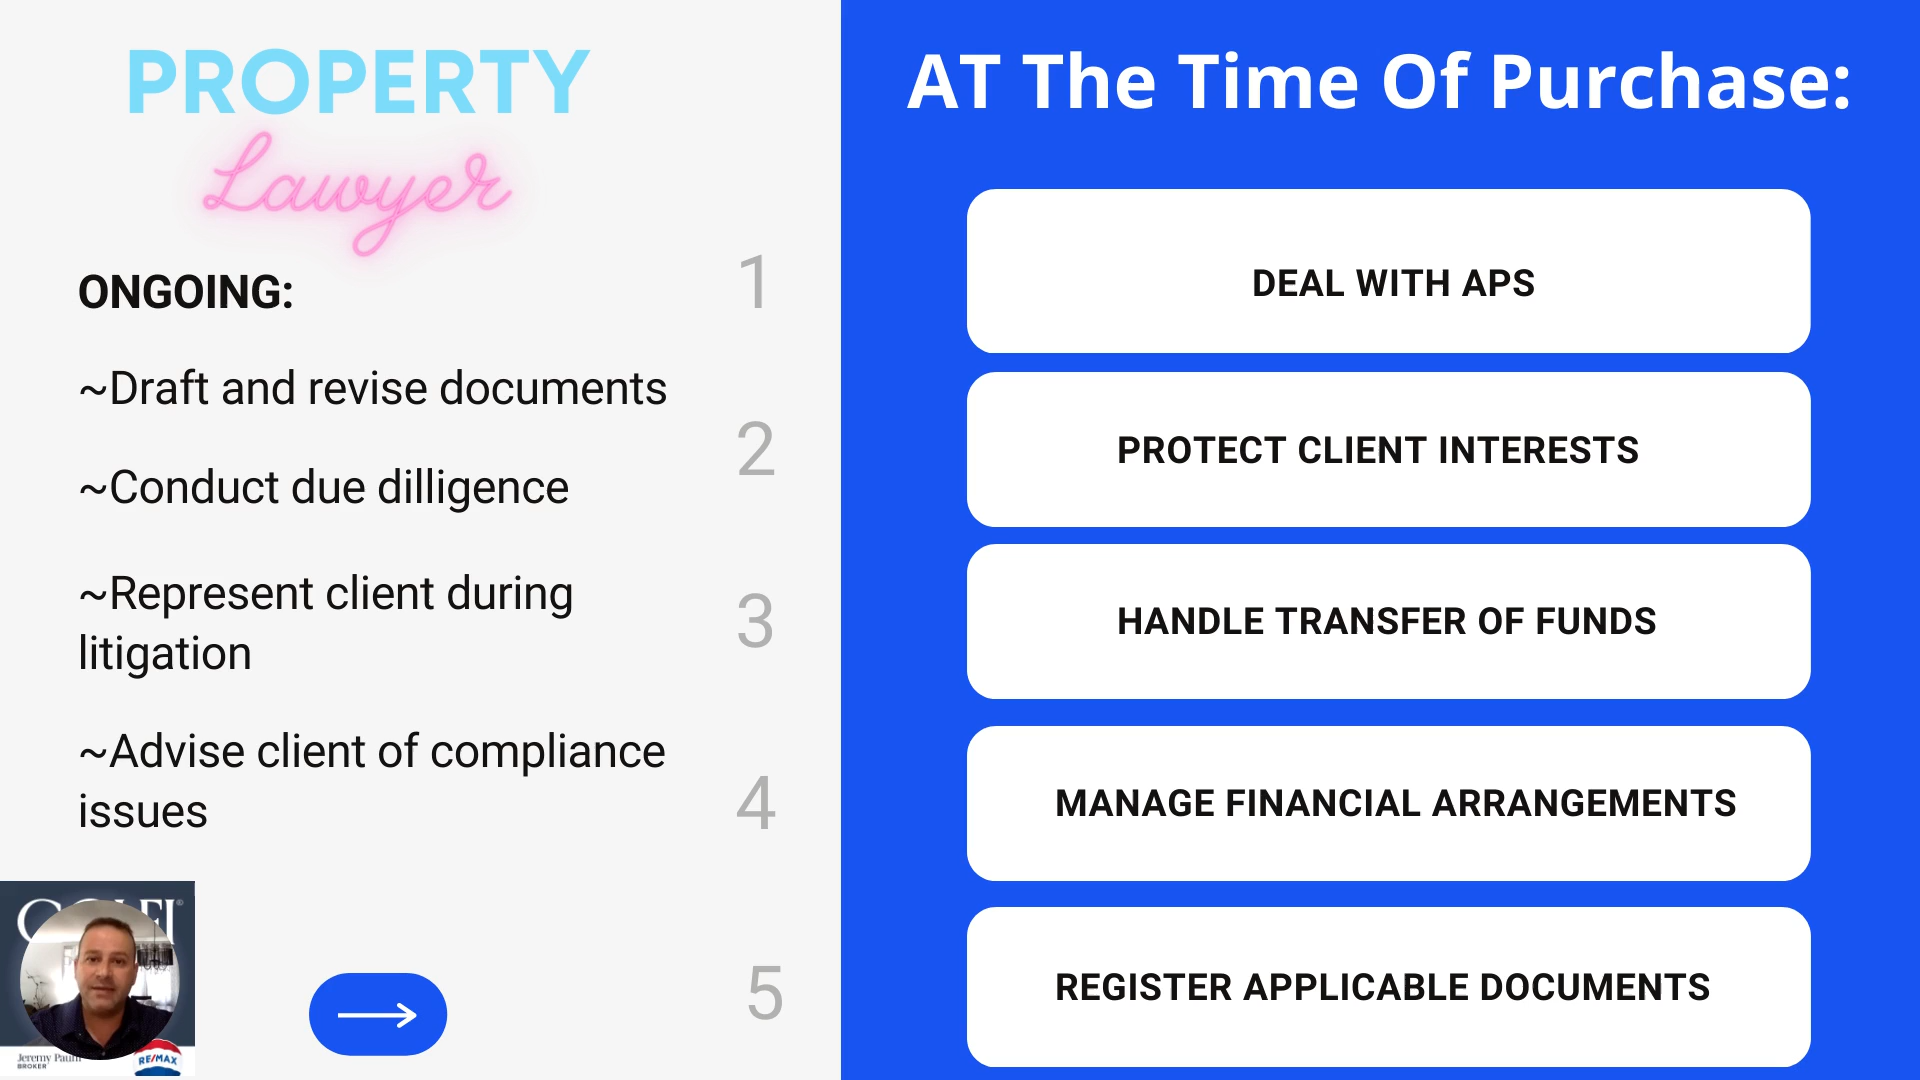 PROPERTY
Lawyer
ONGOING:
~Draft and revise documents
~Conduct due dilligence
~Represent client during
litigation
~Advise client of compliance
issues
AT The Time Of Purchase:
1
DEAL WITH APS
2
PROTECT CLIENT INTERESTS
3
HANDLE TRANSFER OF FUNDS
4
MANAGE FINANCIAL ARRANGEMENTS
5
REGISTER APPLICABLE DOCUMENTS
Jeremy
BROKER
RE/MAX